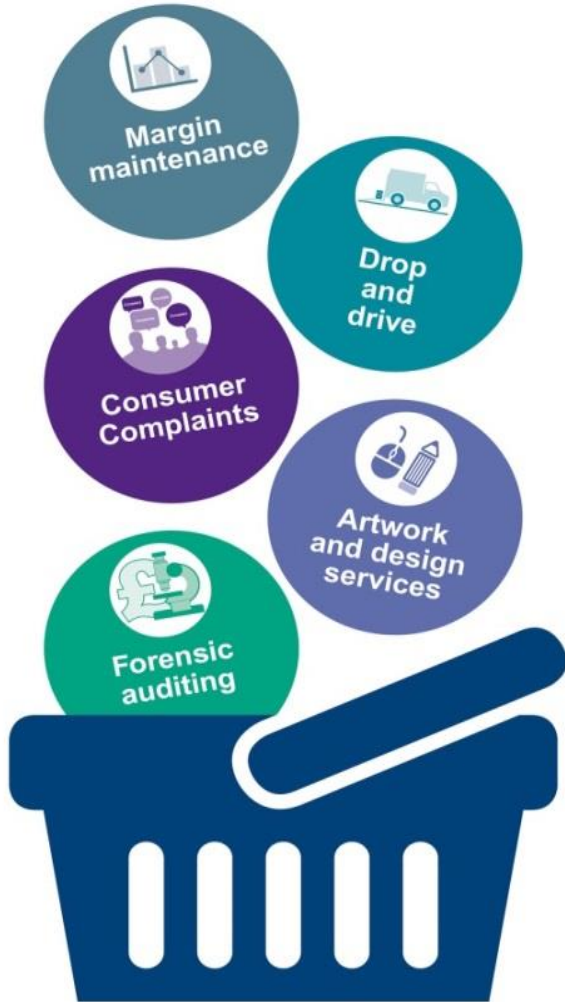 Margin
maintenance
Drop
and
drive
Consumer
Complaints
Artwork
and design
services
Forensic
auditing